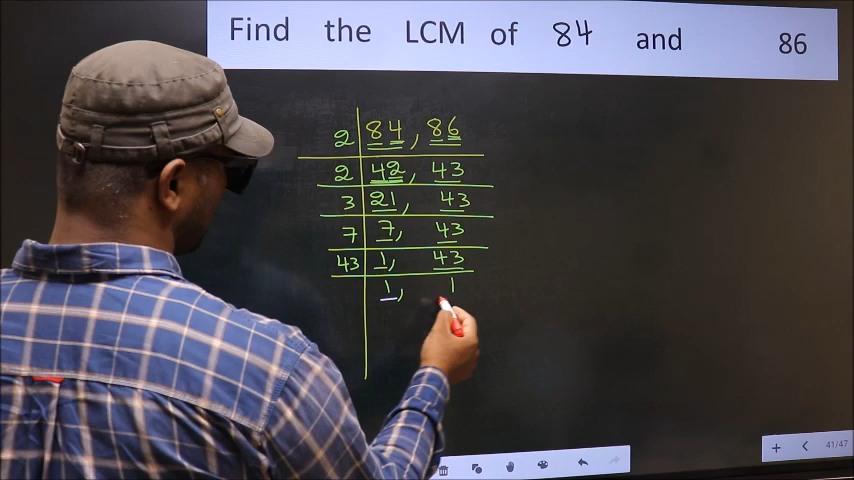 Find the LCM of 84 and 86
2 84, 86
2 42, 43
3 21, 43
7 7, 43
43 1, 43
1, 1
41/47